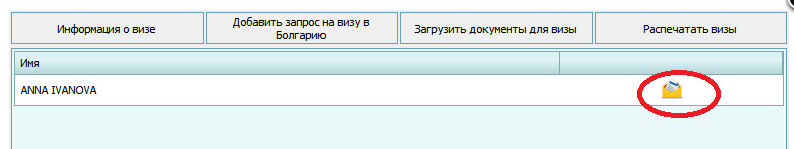 Информация о визе
Добавить запрос на визу в
Болгарию
Загрузить документы для визы
Распечатать визы
Имя
ANNA IVANOVA